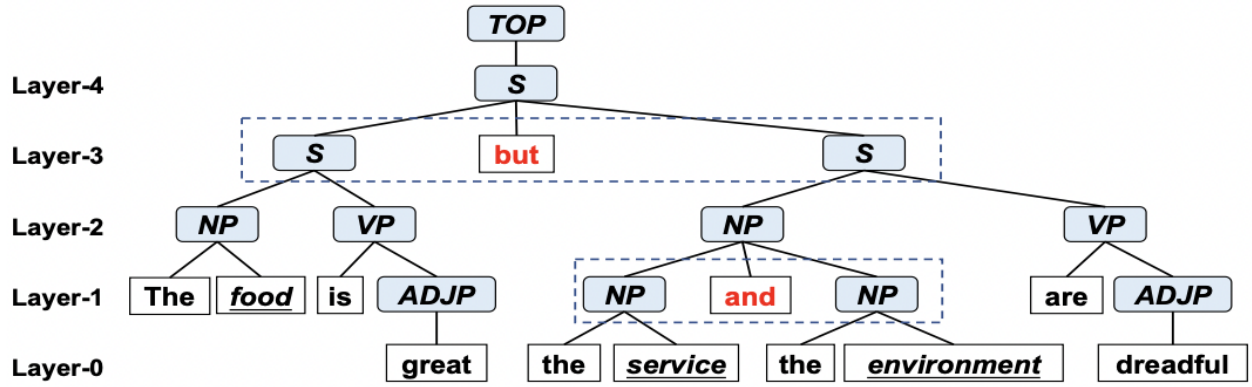 TOP
Layer-4 S
Layer-3 S but S
Layer-2 NP VP NP VP
Layer-1 The food is ADJP NP and NP are ADJP
Layer-0 great the service the environment dreadful